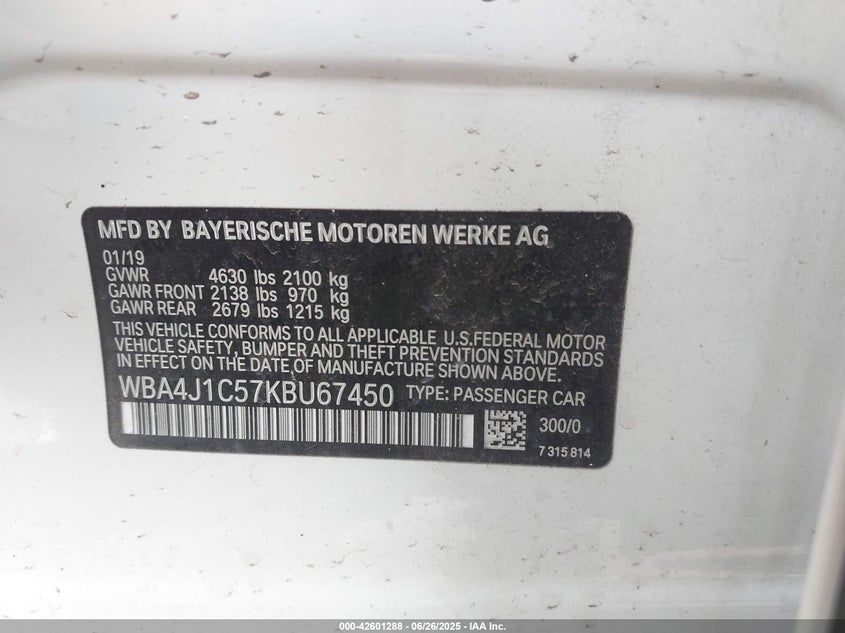 MFD BY BAYERISCHE MOTOREN WERKE AG
01/19
GVWR 4630 lbs 2100 kg
GAWR FRONT 2138 lbs 970 kg
GAWR REAR 2679 lbs 1215 kg
THIS VEHICLE CONFORMS TO ALL APPLICABLE U.S.FEDERAL MOTOR
VEHICLE SAFETY, BUMPER AND THEFT PREVENTION STANDARDS
IN EFFECT ON THE DATE OF MANUFACTURE SHOWN ABOVE.
WBA4J1C57KBU67450 TYPE: PASSENGER CAR
300/0
7 315 814
000-42601288 - 06/26/2025 - IAA Inc.